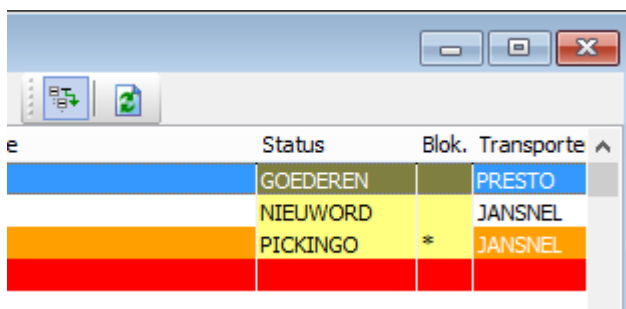 e Status Blok. Transporte
GOEDEREN PRESTO
NIEUWORD JANSNEL
PICKINGO * JANSNEL